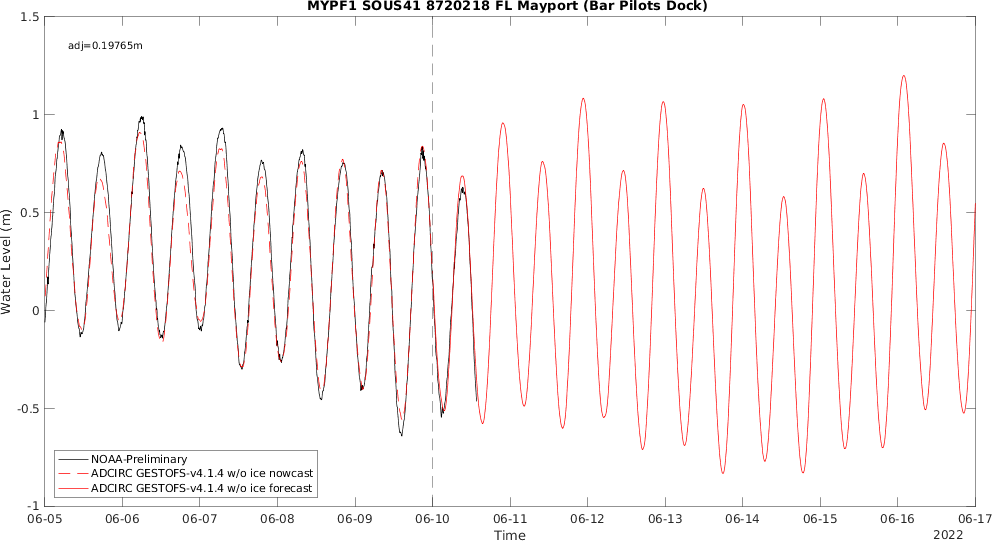 MYPF1 SOUS41 8720218 FL Mayport (Bar Pilots Dock)
adj=0.19765m
1.5
1
0.5
0
-0.5
-1
Water Level (m)
NOAA-Preliminary
ADCIRC GESTOFS-v4.1.4 w/o ice nowcast
ADCIRC GESTOFS-v4.1.4 w/o ice forecast
06-05 06-06 06-07 06-08 06-09 06-10 06-11 06-12 06-13 06-14 06-15 06-16 06-17
Time
2022